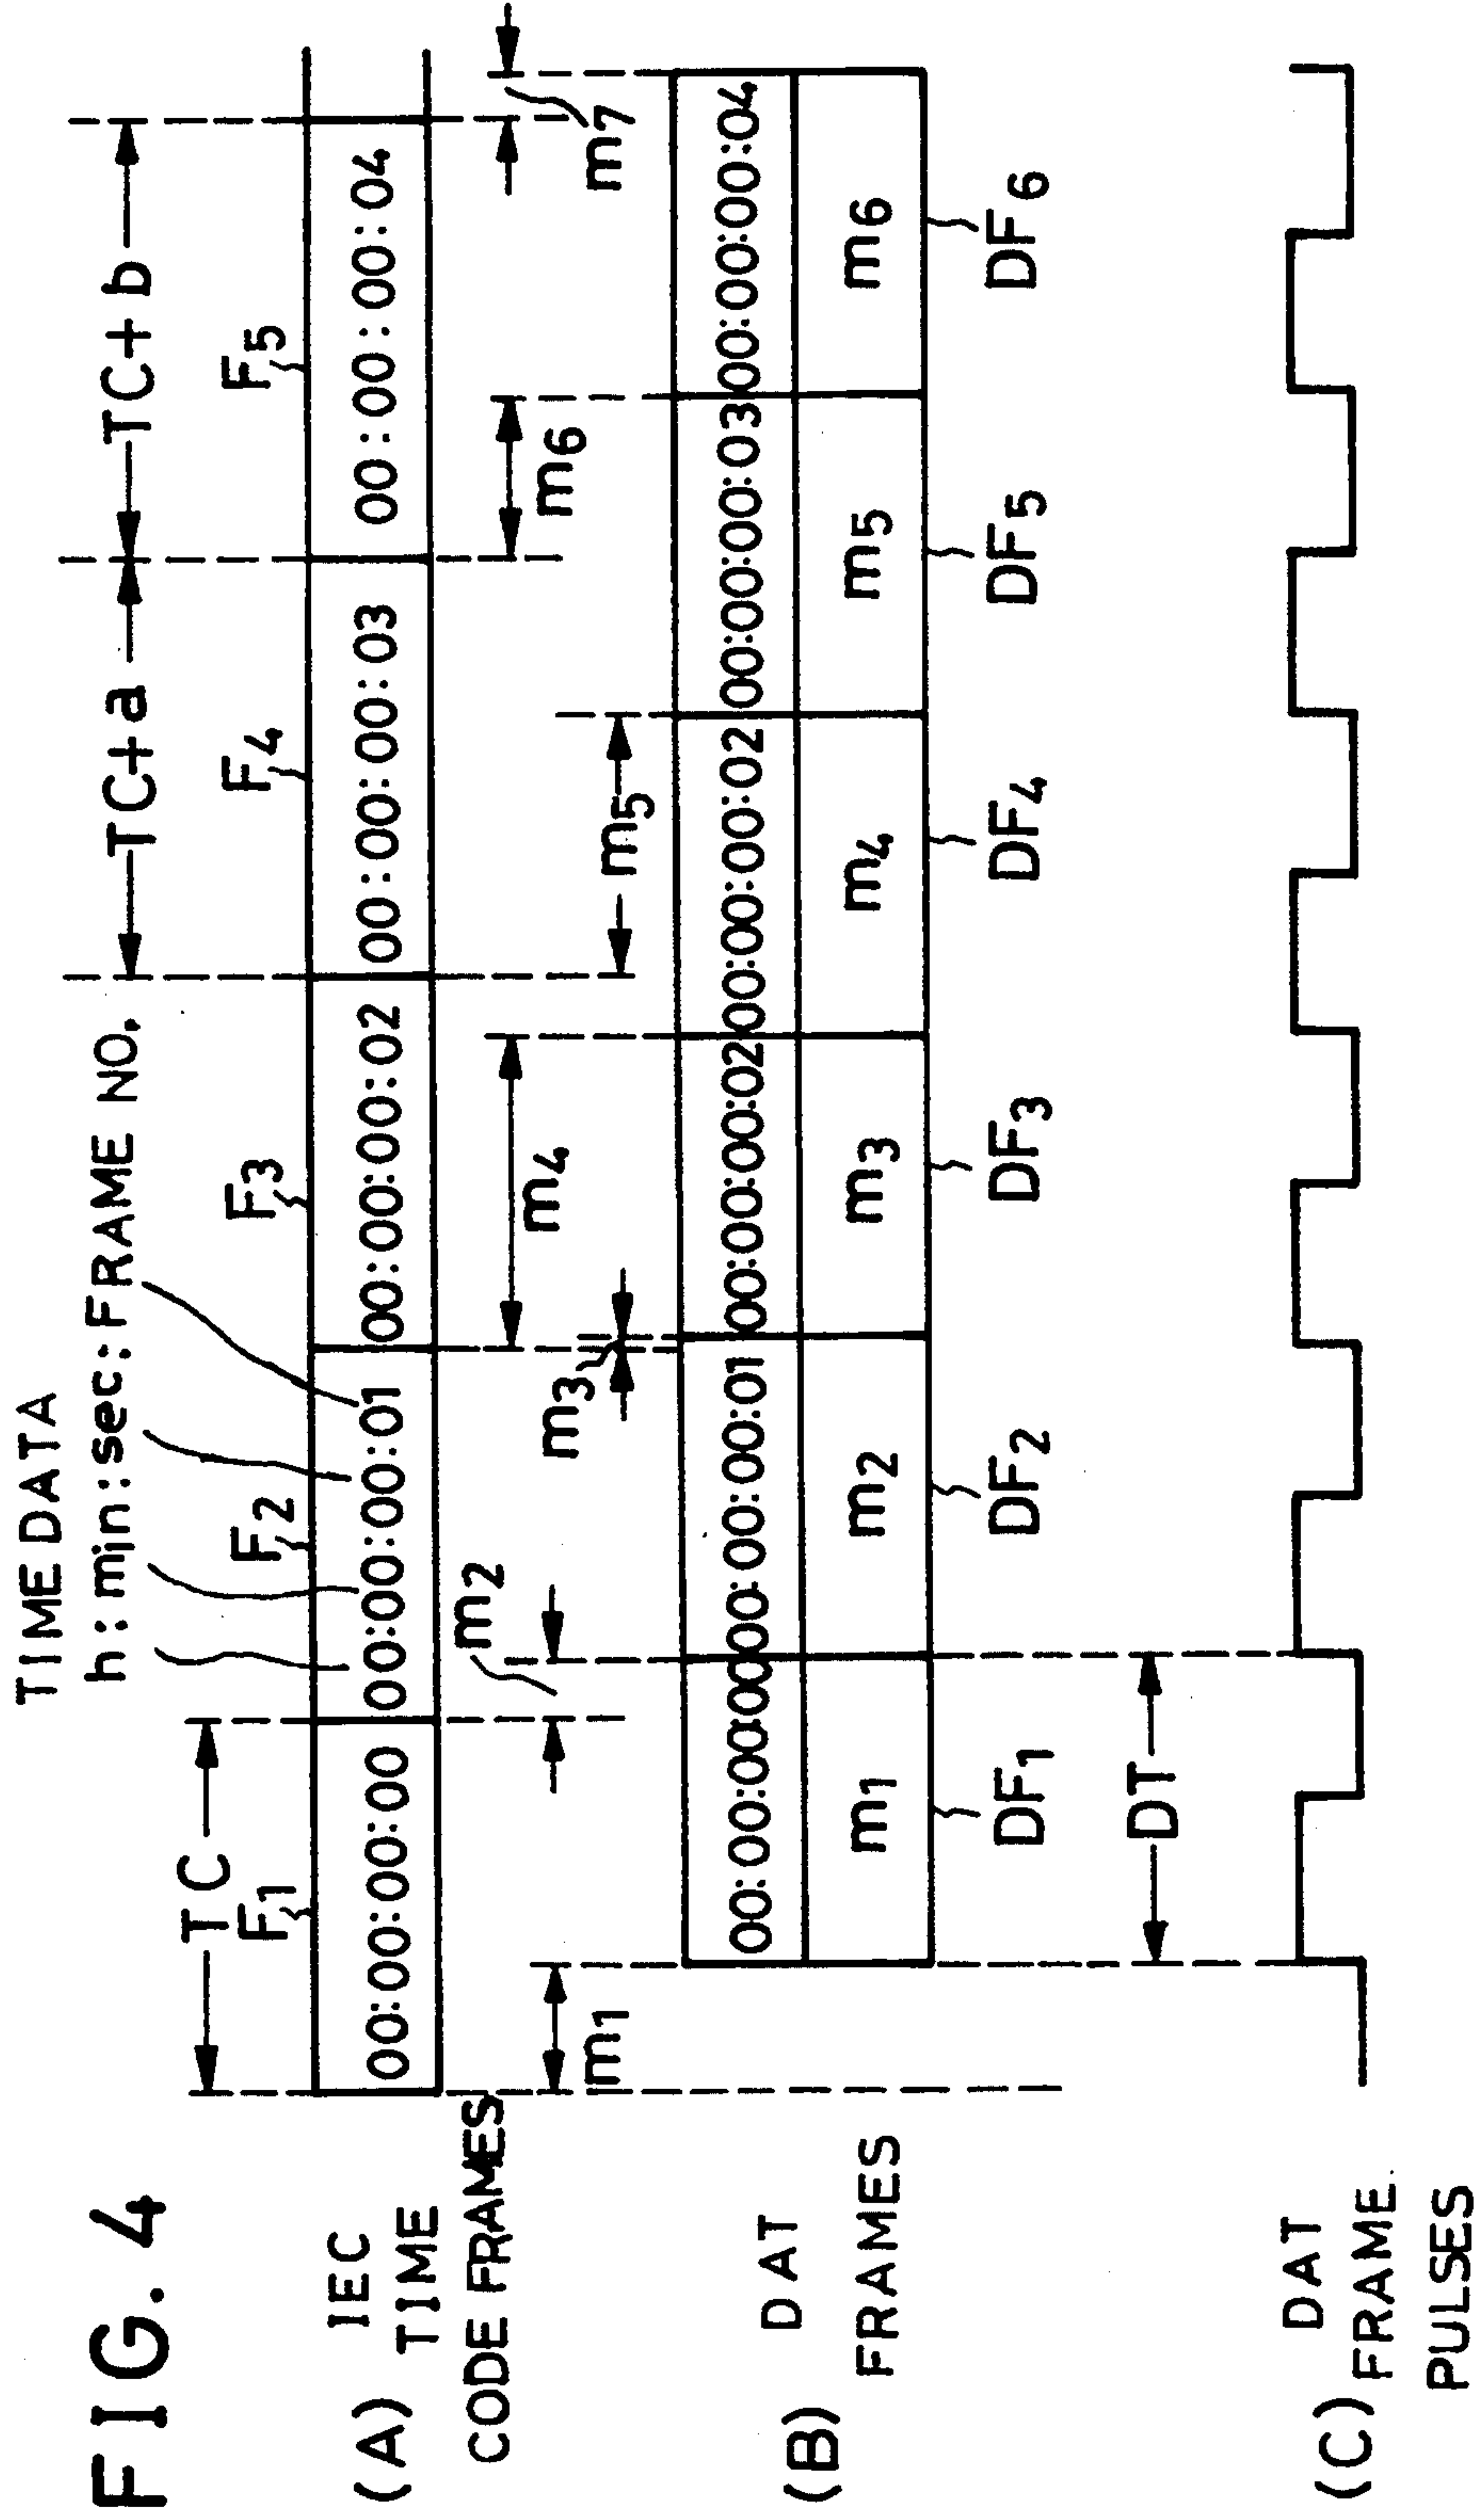 FIG. 4
TIME DATA
h:min:sec:FRAME NO.
TC
TC+a
TC+b
F1
F2
F3
F4
F5
(A) IEC TIME CODE FRAMES
00:00:00:00
00:00:00:01
00:00:00:02
00:00:00:03
00:00:00:04
m1
m2
m3
m4
m5
m6
m7
(B) DAT FRAMES
00:00:00:00
00:00:00:01
00:00:00:02
00:00:00:02
00:00:00:03
00:00:00:04
m1
m2
m3
m4
m5
m6
DF1
DF2
DF3
DF4
DF5
DF6
DT
(C) DAT FRAME PULSES